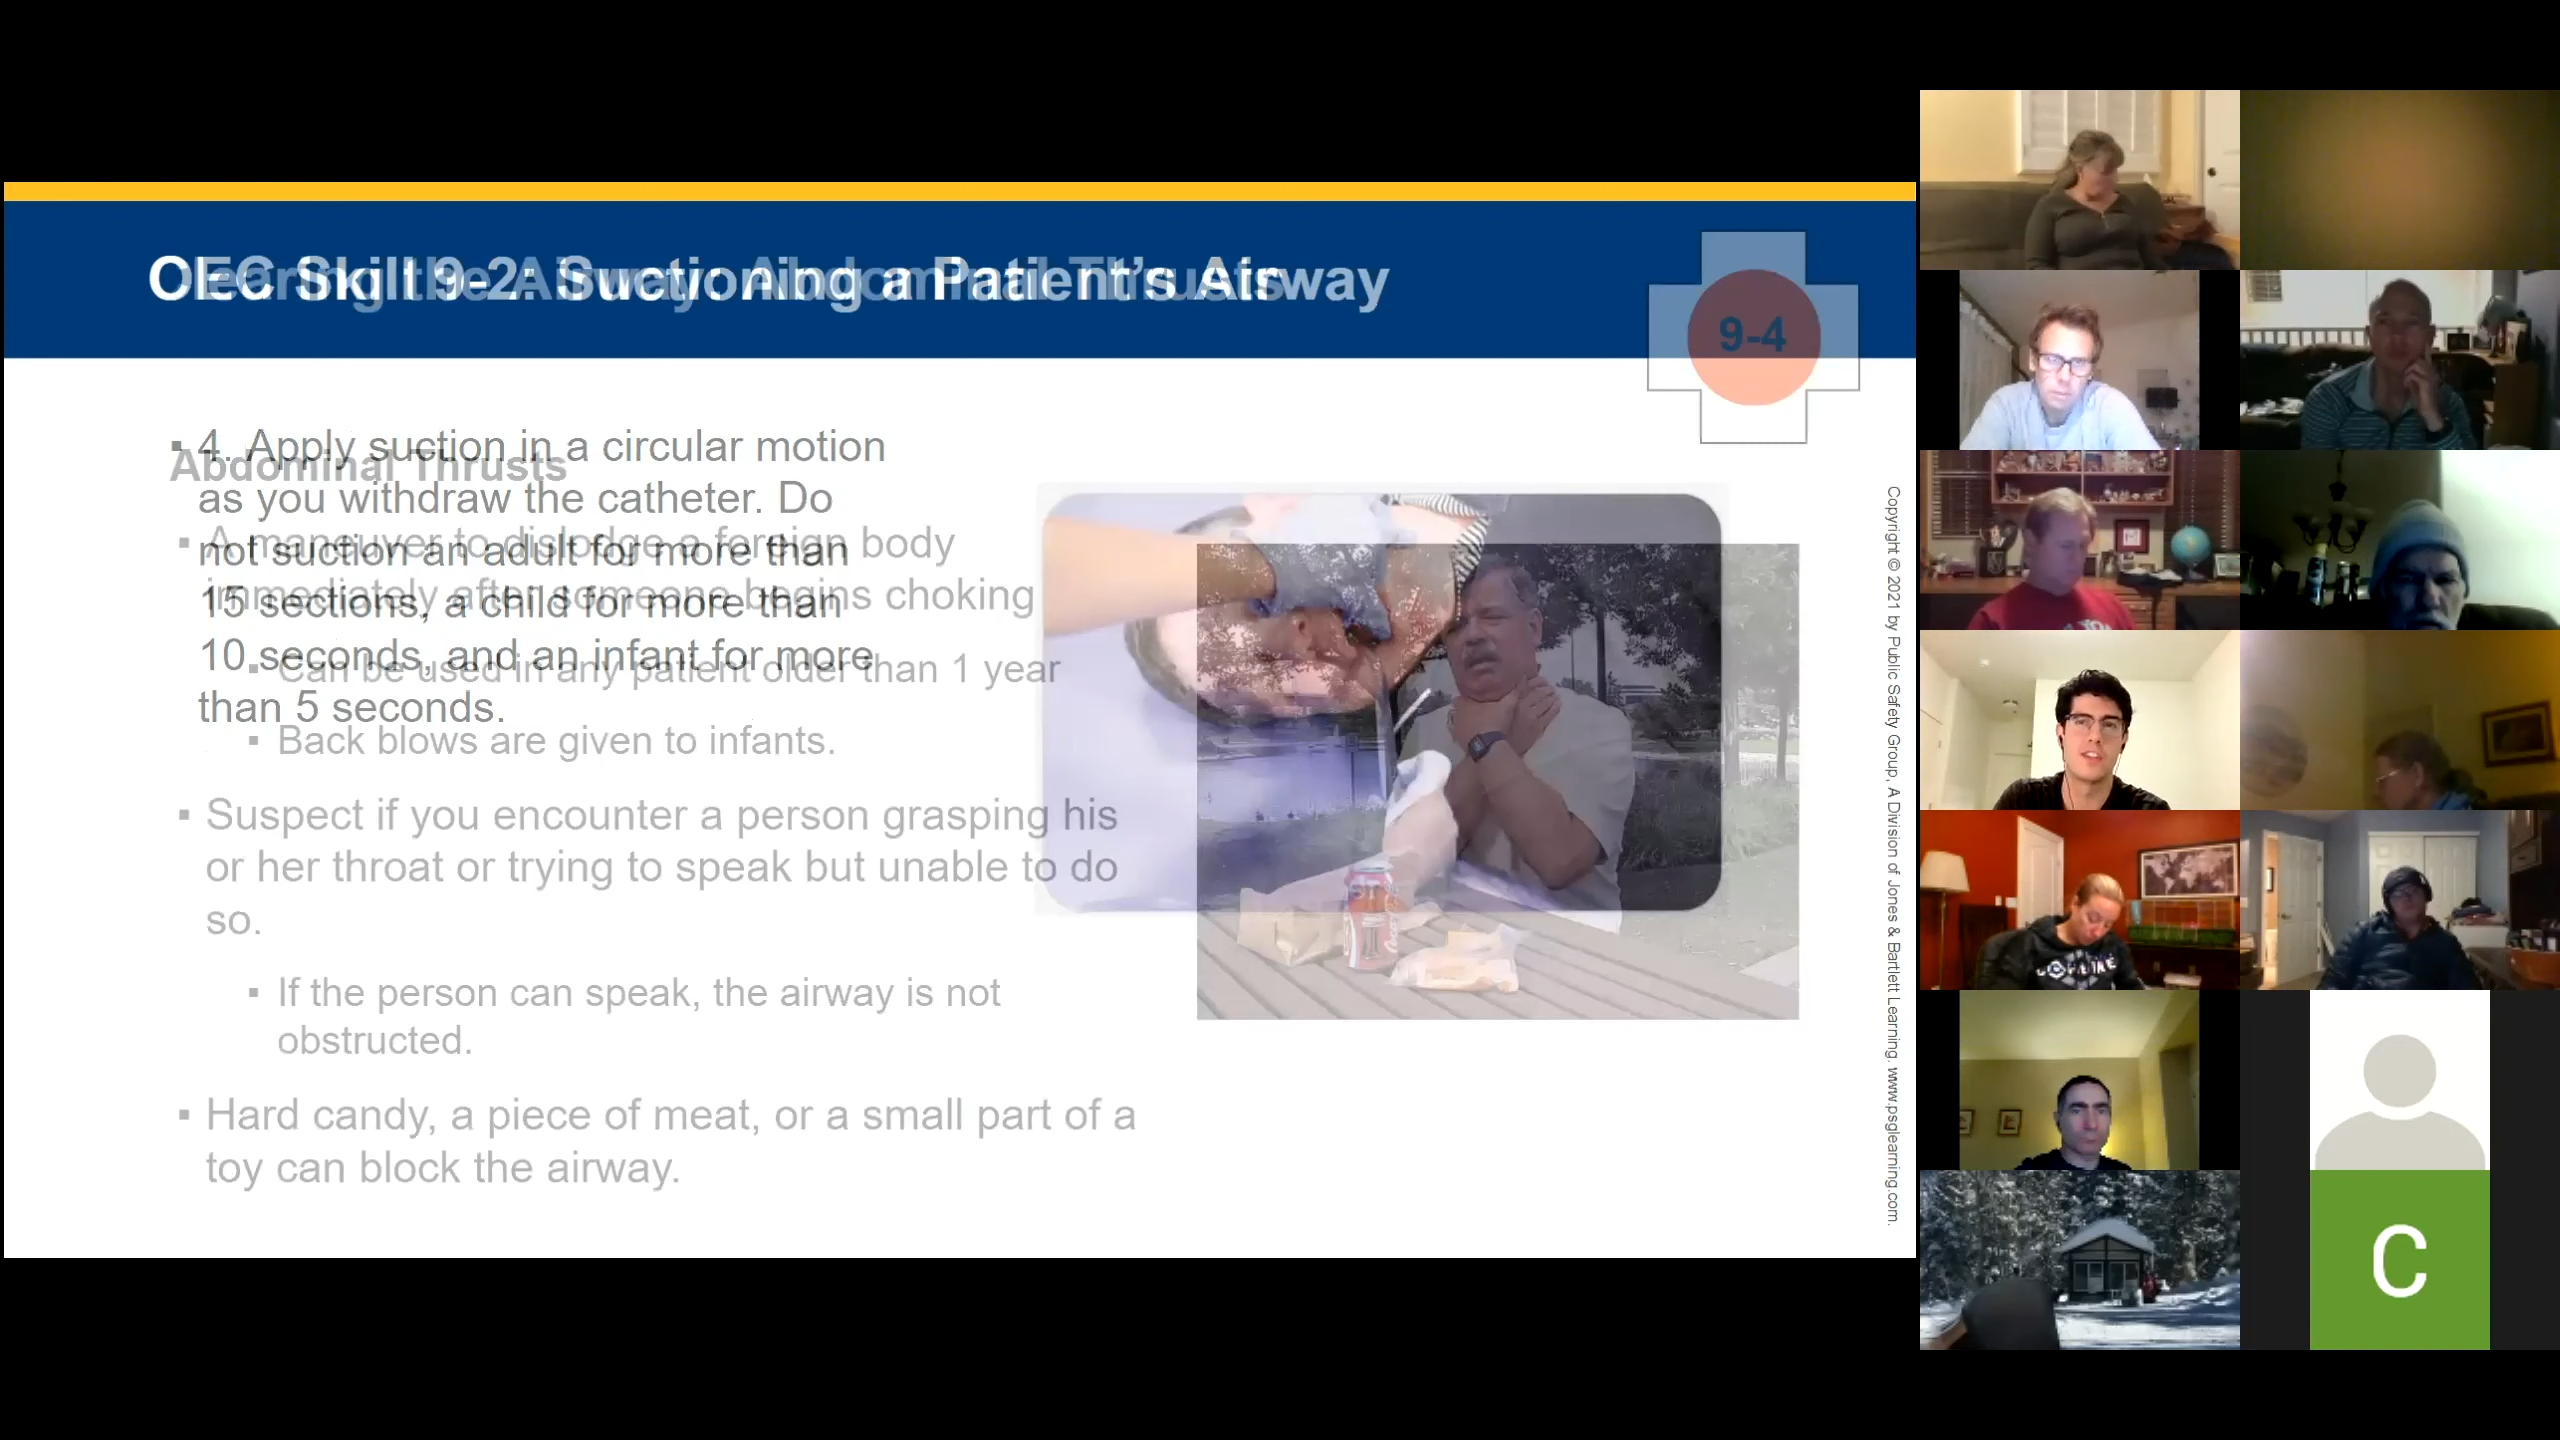 OEC Skill 9-2: Suctioning a Patient's Airway
Clearing the Airway: Abdominal Thrusts
9-4
▪ 4. Apply suction in a circular motion
as you withdraw the catheter. Do
not suction an adult for more than
15 sections, a child for more than
10 seconds, and an infant for more
than 5 seconds.
Abdominal Thrusts
▪ A maneuver to dislodge a foreign body
immediately after someone begins choking
▪ Can be used in any patient older than 1 year
▪ Back blows are given to infants.
▪ Suspect if you encounter a person grasping his
or her throat or trying to speak but unable to do
so.
▪ If the person can speak, the airway is not
obstructed.
▪ Hard candy, a piece of meat, or a small part of a
toy can block the airway.
Copyright © 2021 by Public Safety Group, A Division of Jones & Bartlett Learning. www.psglearning.com.
C